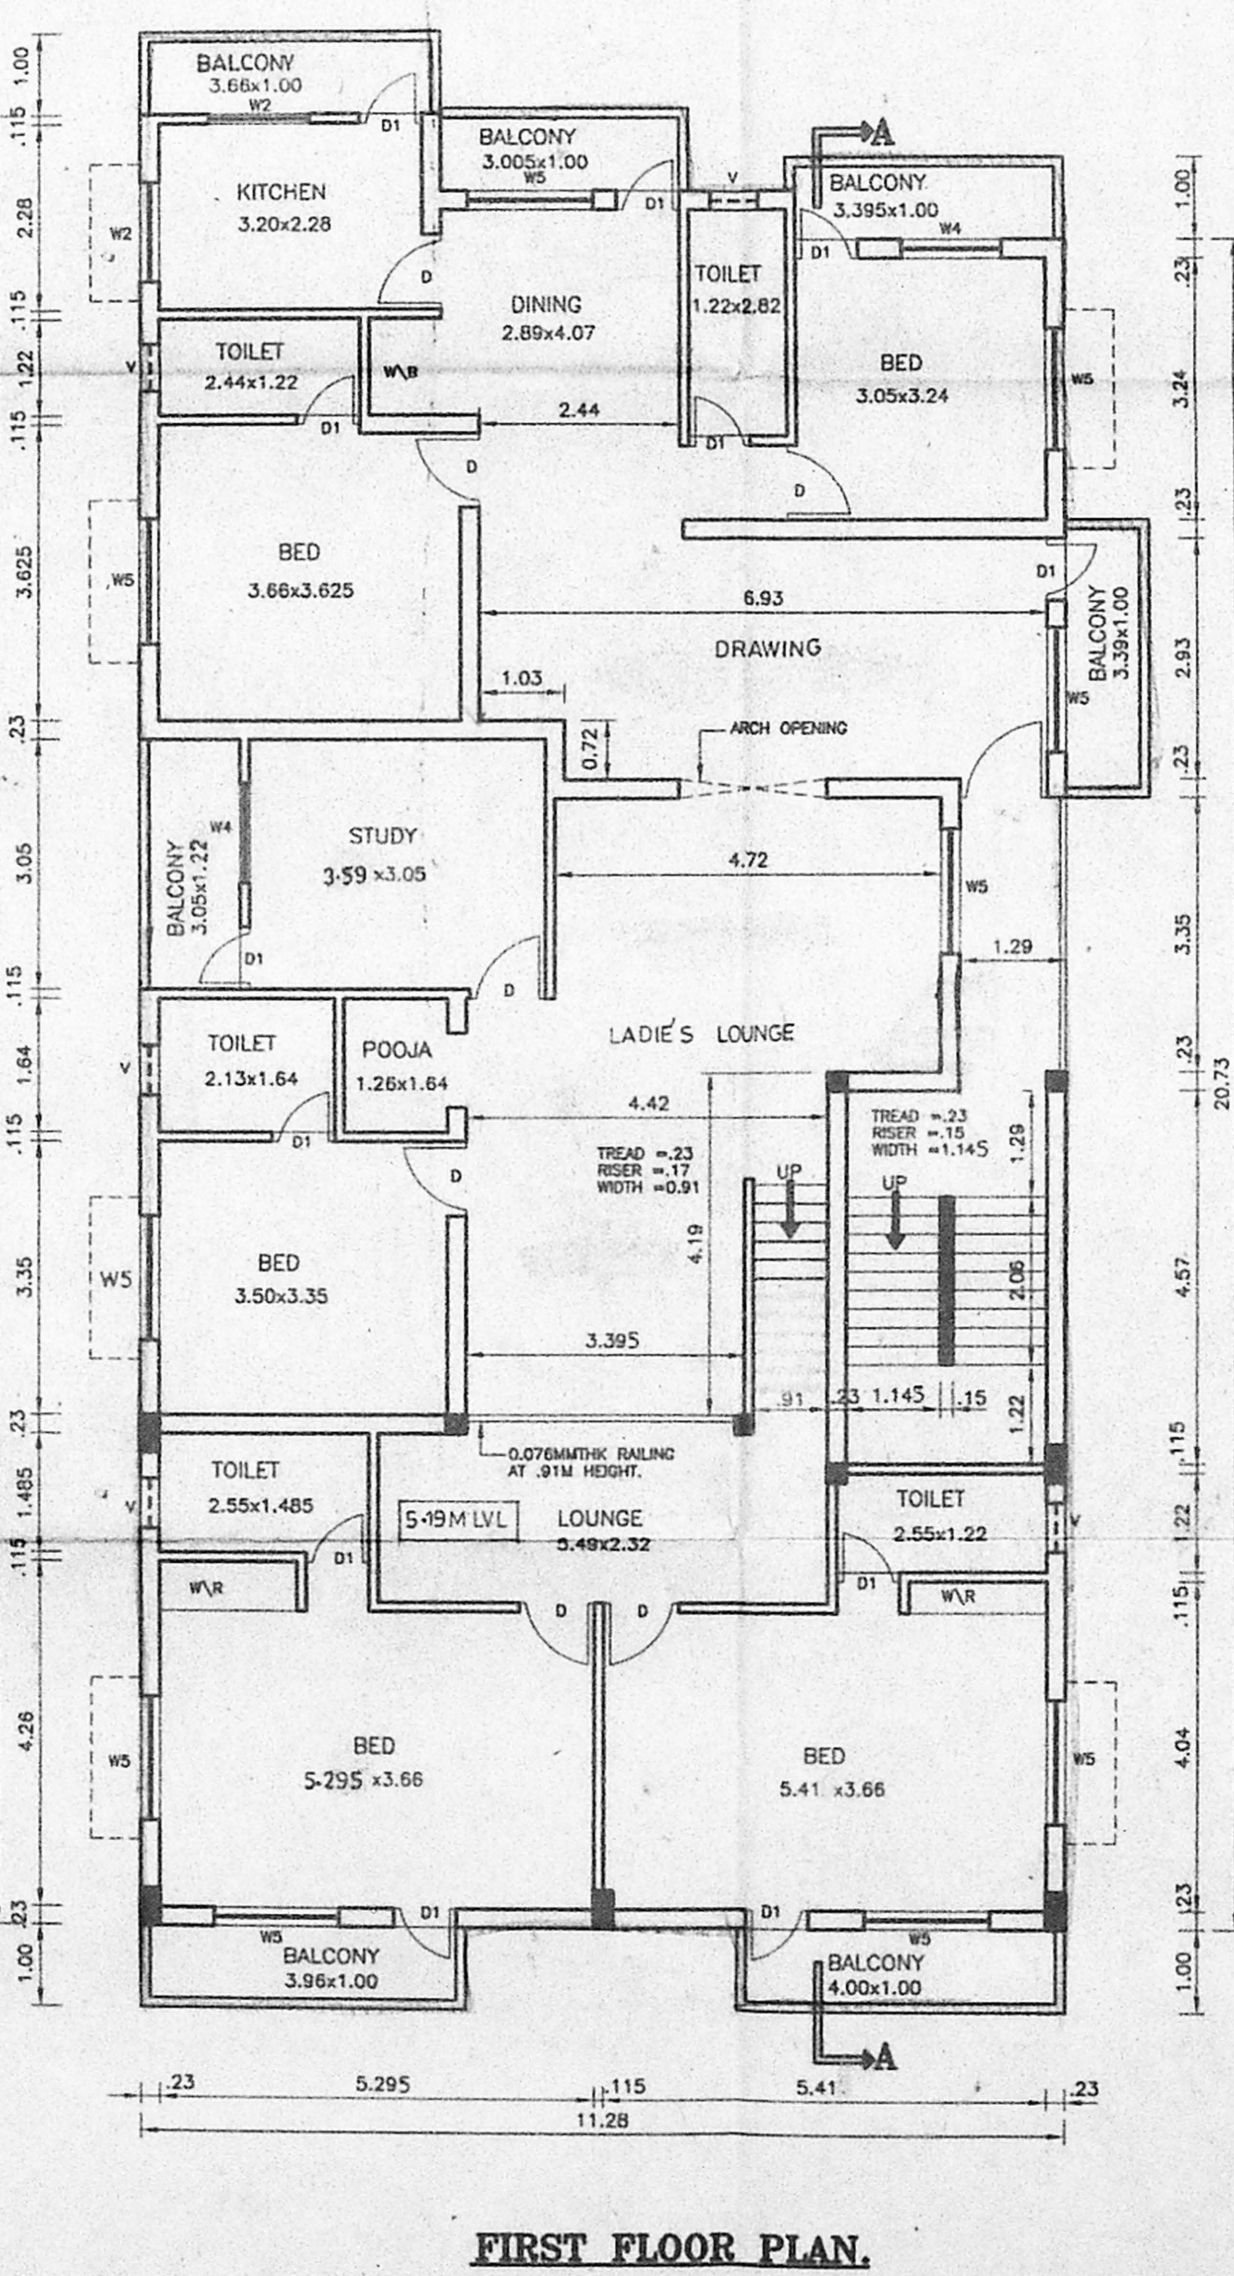 BALCONY
3.66x1.00
W2
D1
1.00
.115
BALCONY
3.005x1.00
W5
D1
V
A
BALCONY
3.395x1.00
W4
D1
1.00
KITCHEN
3.20x2.28
W2
2.28
D
.23
TOILET
1.22x2.82
DINING
2.89x4.07
.115
TOILET
2.44x1.22
V
1.22
W\B
BED
3.05x3.24
W5
3.24
2.44
D1
.115
D1
D
D
.23
BED
3.66x3.625
W5
3.625
D1
6.93
BALCONY
3.39x1.00
DRAWING
2.93
W5
1.03
0.72
ARCH OPENING
.23
.23
W4
STUDY
3.59 x3.05
BALCONY
3.05x1.22
3.05
4.72
W5
3.35
1.29
D1
D
.115
TOILET
2.13x1.64
V
1.64
POOJA
1.26x1.64
LADIE'S LOUNGE
.23
20.73
4.42
TREAD =.23
RISER =.15
WIDTH =1.145
1.29
D1
.115
D
TREAD =.23
RISER =.17
WIDTH =0.91
UP
UP
4.19
BED
3.50x3.35
W5
3.35
2.06
4.57
3.395
.91
.23
1.145
.15
1.22
.23
0.076MMTHK RAILING
AT .91M HEIGHT.
.115
TOILET
2.55x1.485
V
1.485
5.19M LVL
LOUNGE
5.49x2.32
TOILET
2.55x1.22
V
1.22
D1
.115
W\R
D
D
D1
W\R
.115
BED
5.295 x3.66
W5
4.26
BED
5.41 x3.66
W5
4.04
D1
D1
.23
.23
W5
BALCONY
3.96x1.00
1.00
W5
BALCONY
4.00x1.00
1.00
A
.23
5.295
.115
5.41
.23
11.28
FIRST FLOOR PLAN.